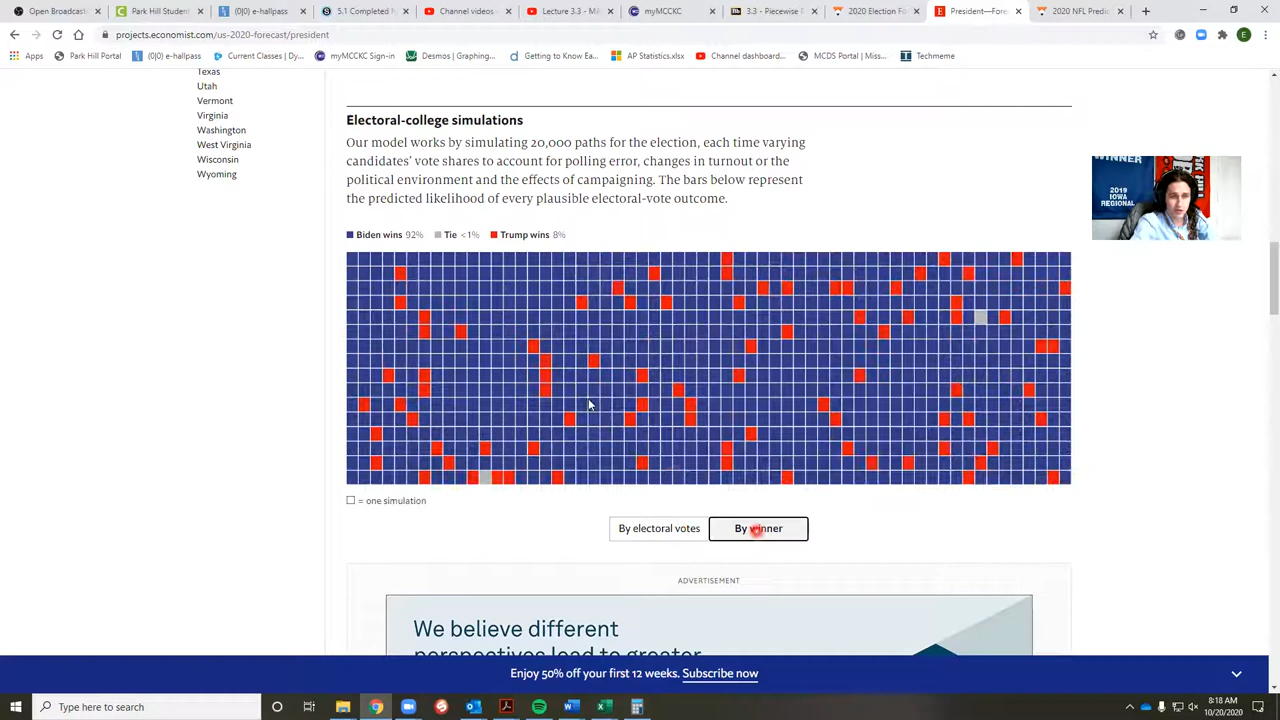 Open Broadcast
Park Hill Student
(0|0) e-hallpass
5.1 Completed N
Channel videos -
myMCCKC
3.3 - Piecewise F
2020 Election Fo
President—Fore
2020 NFL Predic
projects.economist.com/us-2020-forecast/president
E
Apps
Park Hill Portal
(0|0) e-hallpass
Current Classes | Dy...
myMCCKC Sign-in
Desmos | Graphing...
Getting to Know Ea...
AP Statistics.xlsx
Channel dashboard...
MCDS Portal | Miss...
Techmeme
Texas
Utah
Vermont
Virginia
Washington
West Virginia
Wisconsin
Wyoming
Electoral-college simulations
Our model works by simulating 20,000 paths for the election, each time varying
candidates' vote shares to account for polling error, changes in turnout or the
political environment and the effects of campaigning. The bars below represent
the predicted likelihood of every plausible electoral-vote outcome.
Biden wins 92% Tie <1% Trump wins 8%
= one simulation
By electoral votes
By winner
WINNER
2019
IOWA
REGIONAL
ADVERTISEMENT
We believe different
Enjoy 50% off your first 12 weeks. Subscribe now
Type here to search
8:18 AM
10/20/2020